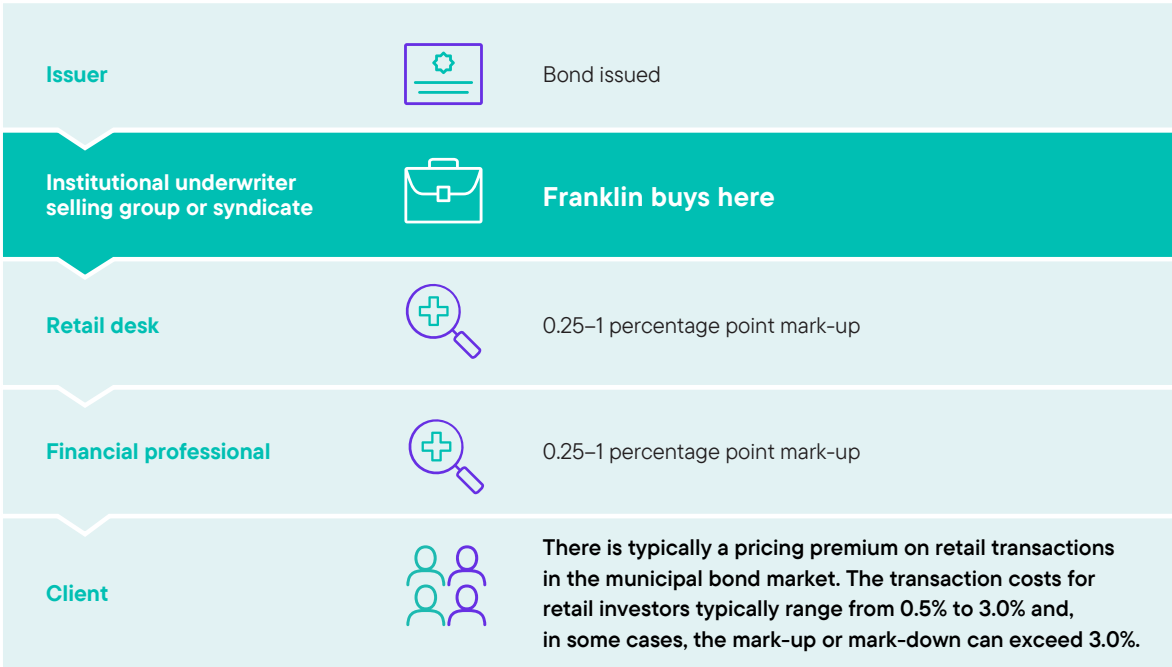 Issuer
Bond issued
Institutional underwriter
selling group or syndicate
Franklin buys here
Retail desk
0.25–1 percentage point mark-up
Financial professional
0.25–1 percentage point mark-up
Client
There is typically a pricing premium on retail transactions
in the municipal bond market. The transaction costs for
retail investors typically range from 0.5% to 3.0% and,
in some cases, the mark-up or mark-down can exceed 3.0%.